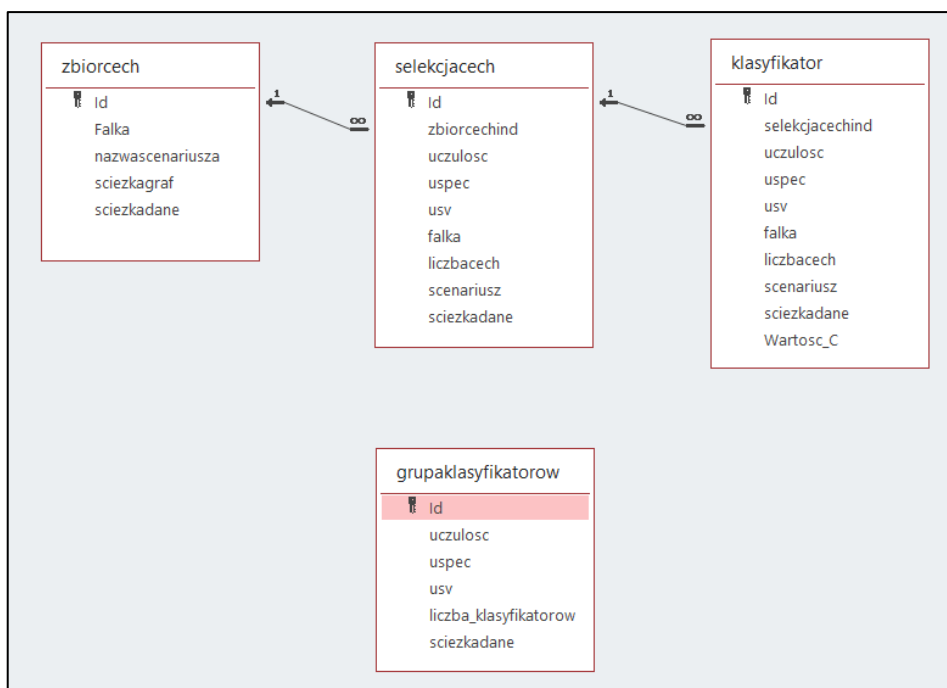 zbiorcech
Id
Falka
nazwascenariusza
sciezkagraf
sciezkadane
1
∞
selekcjacech
Id
zbiorcechind
uczulosc
uspec
usv
falka
liczbacech
scenariusz
sciezkadane
1
∞
klasyfikator
Id
selekcjacechind
uczulosc
uspec
usv
falka
liczbacech
scenariusz
sciezkadane
Wartosc_C
grupaklasyfikatorow
Id
uczulosc
uspec
usv
liczba_klasyfikatorow
sciezkadane